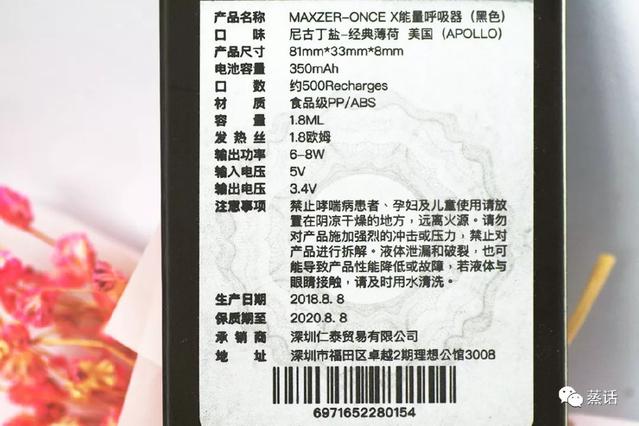 产品名称 MAXZER-ONCE X能量呼吸器（黑色）
口味 尼古丁盐-经典薄荷 美国（APOLLO）
产品尺寸 81mm*33mm*8mm
电池容量 350mAh
口数 约500Recharges
材质 食品级PP/ABS
容量 1.8ML
发热丝 1.8欧姆
输出功率 6-8W
输入电压 5V
输出电压 3.4V
注意事项 禁止哮喘病患者、孕妇及儿童使用请放
置在阴凉干燥的地方，远离火源。请勿
对产品施加强烈的冲击或压力，禁止对
产品进行拆解。液体泄漏和破裂，也可
能导致产品性能降低或故障，若液体与
眼睛接触，请及时用水清洗。
生产日期 2018.8.8
保质期至 2020.8.8
承销商 深圳仁泰贸易有限公司
地址 深圳市福田区卓越2期理想公馆3008
6971652280154
蒸话